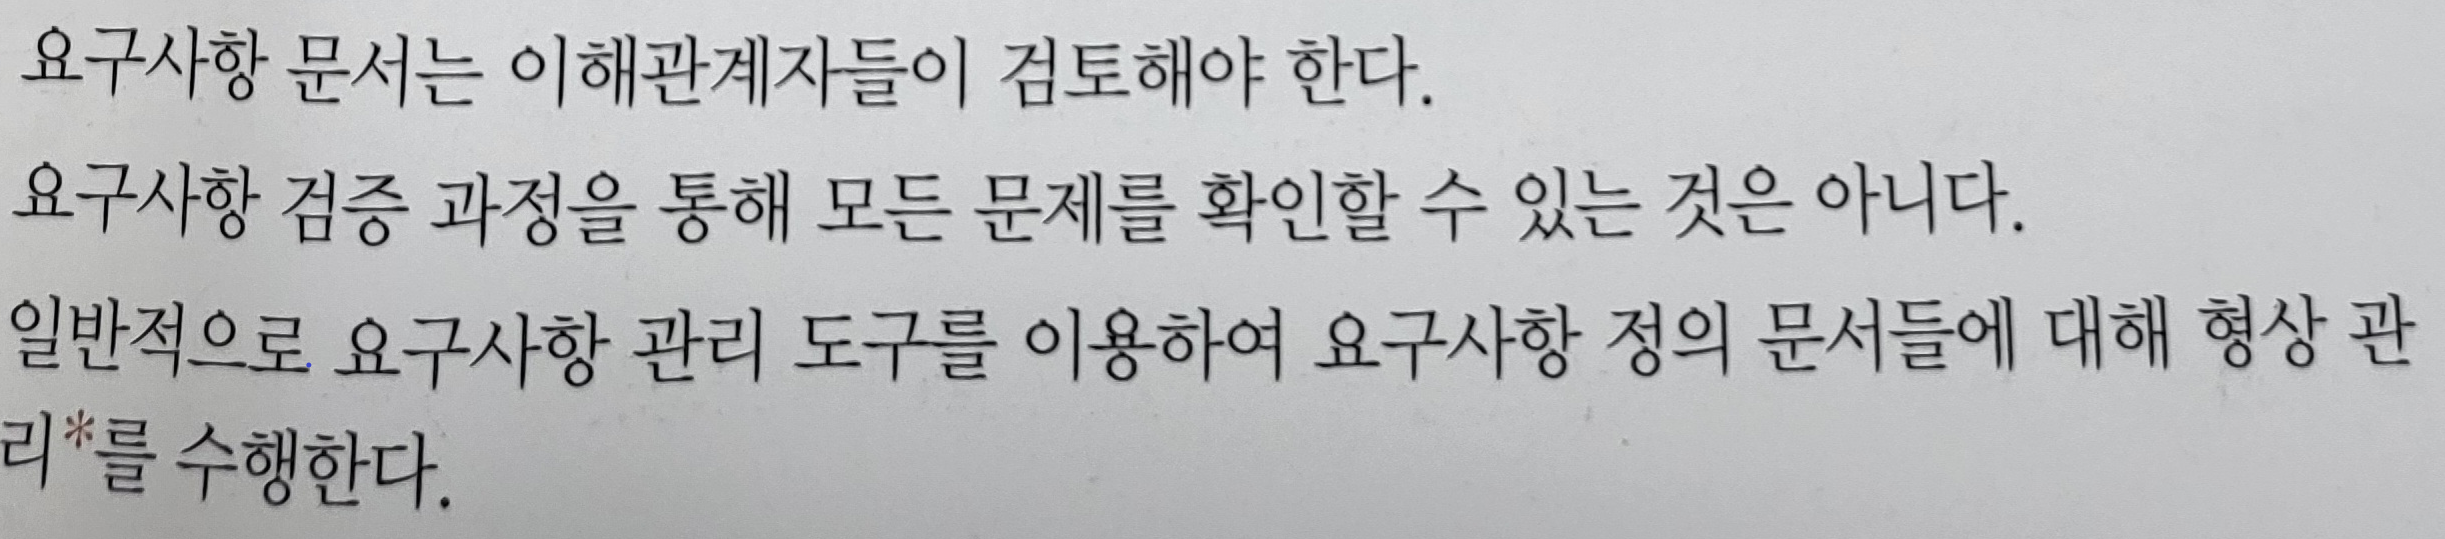 요구사항 문서는 이해관계자들이 검토해야 한다.
요구사항 검증 과정을 통해 모든 문제를 확인할 수 있는 것은 아니다.
일반적으로 요구사항 관리 도구를 이용하여 요구사항 정의 문서들에 대해 형상 관
리*를 수행한다.